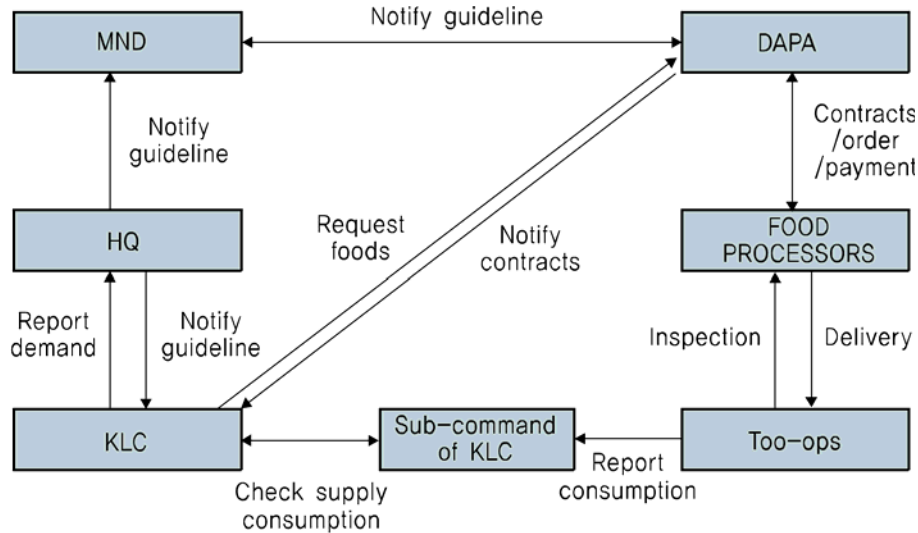 Notify guideline
MND
DAPA
Notify
guideline
Contracts
/order
/payment
HQ
Request
foods
Notify
contracts
FOOD
PROCESSORS
Report
demand
Notify
guideline
Inspection
Delivery
KLC
Sub-command
of KLC
Too-ops
Check supply
consumption
Report
consumption